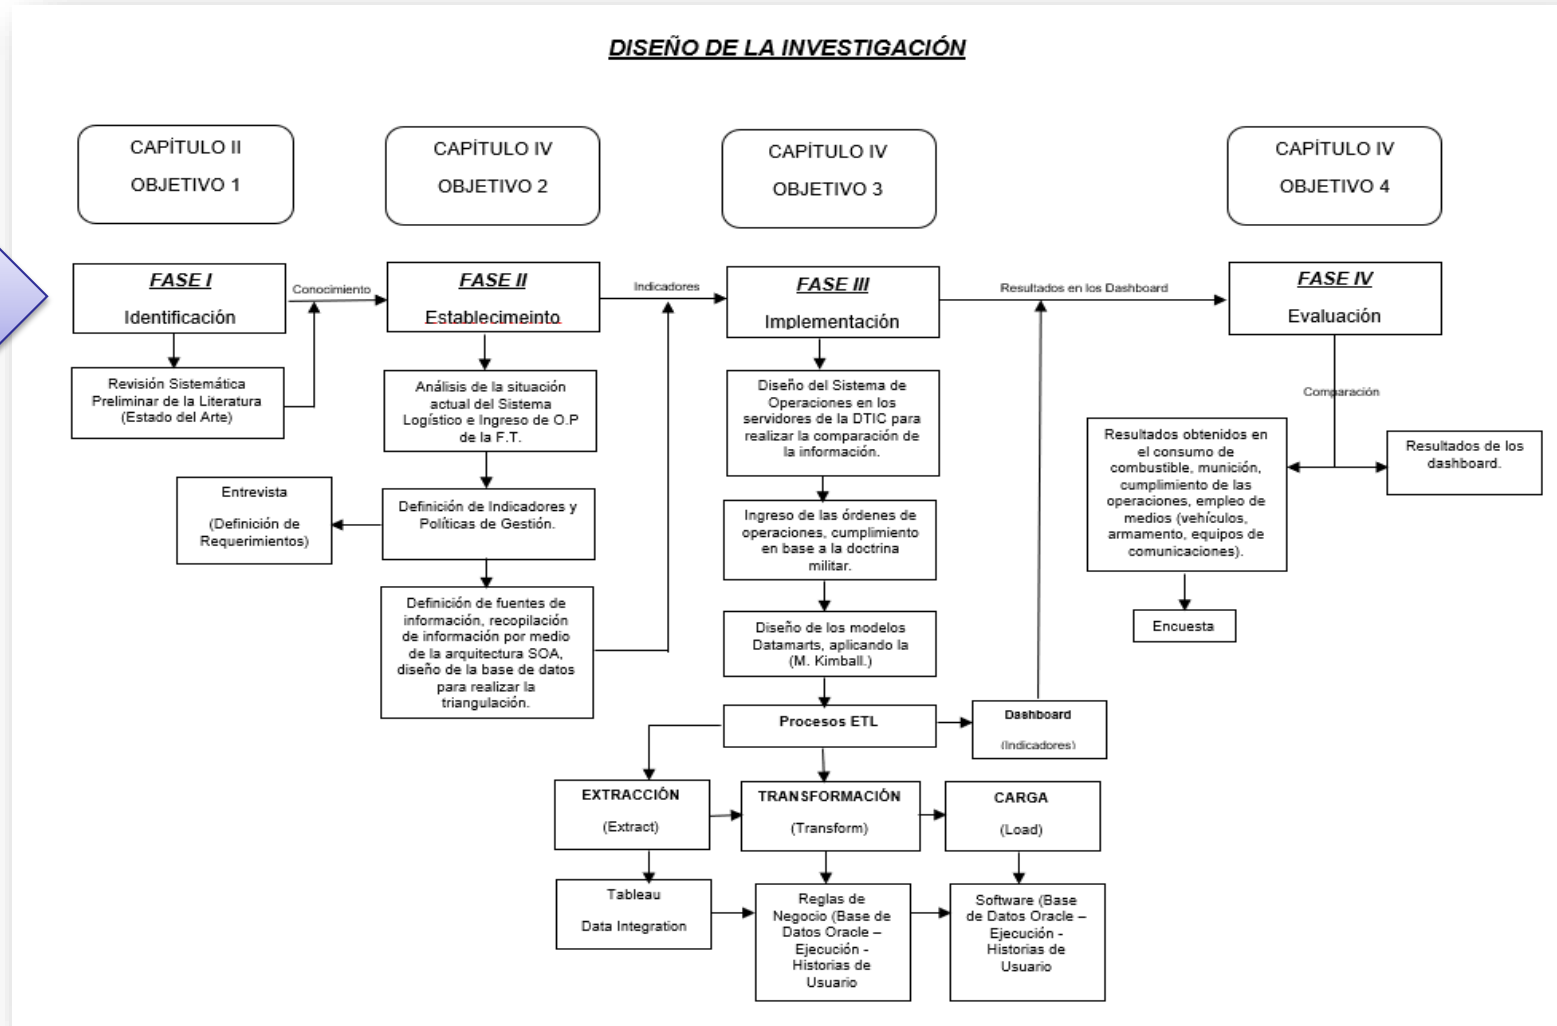 DISEÑO DE LA INVESTIGACIÓN
CAPÍTULO II
OBJETIVO 1
CAPÍTULO IV
OBJETIVO 2
CAPÍTULO IV
OBJETIVO 3
CAPÍTULO IV
OBJETIVO 4
FASE I
Identificación
Conocimiento
FASE II
Establecimeinto
Indicadores
FASE III
Implementación
Resultados en los Dashboard
FASE IV
Evaluación
Revisión Sistemática
Preliminar de la Literatura
(Estado del Arte)
Análisis de la situación
actual del Sistema
Logístico e Ingreso de O.P
de la F.T.
Entrevista
(Definición de
Requerimientos)
Definición de Indicadores y
Políticas de Gestión.
Definición de fuentes de
información, recopilación
de información por medio
de la arquitectura SOA,
diseño de la base de datos
para realizar la
triangulación.
Diseño del Sistema de
Operaciones en los
servidores de la DTIC para
realizar la comparación de
la información.
Ingreso de las órdenes de
operaciones, cumplimiento
en base a la doctrina
militar.
Diseño de los modelos
Datamarts, aplicando la
(M. Kimball.)
Procesos ETL
Dashboard
(Indicadores)
EXTRACCIÓN
(Extract)
TRANSFORMACIÓN
(Transform)
CARGA
(Load)
Tableau
Data Integration
Reglas de
Negocio (Base de
Datos Oracle –
Ejecución -
Historias de
Usuario
Software (Base
de Datos Oracle –
Ejecución -
Historias de
Usuario
Comparación
Resultados obtenidos en
el consumo de
combustible, munición,
cumplimiento de las
operaciones, empleo de
medios (vehículos,
armamento, equipos de
comunicaciones).
Resultados de los
dashboard.
Encuesta